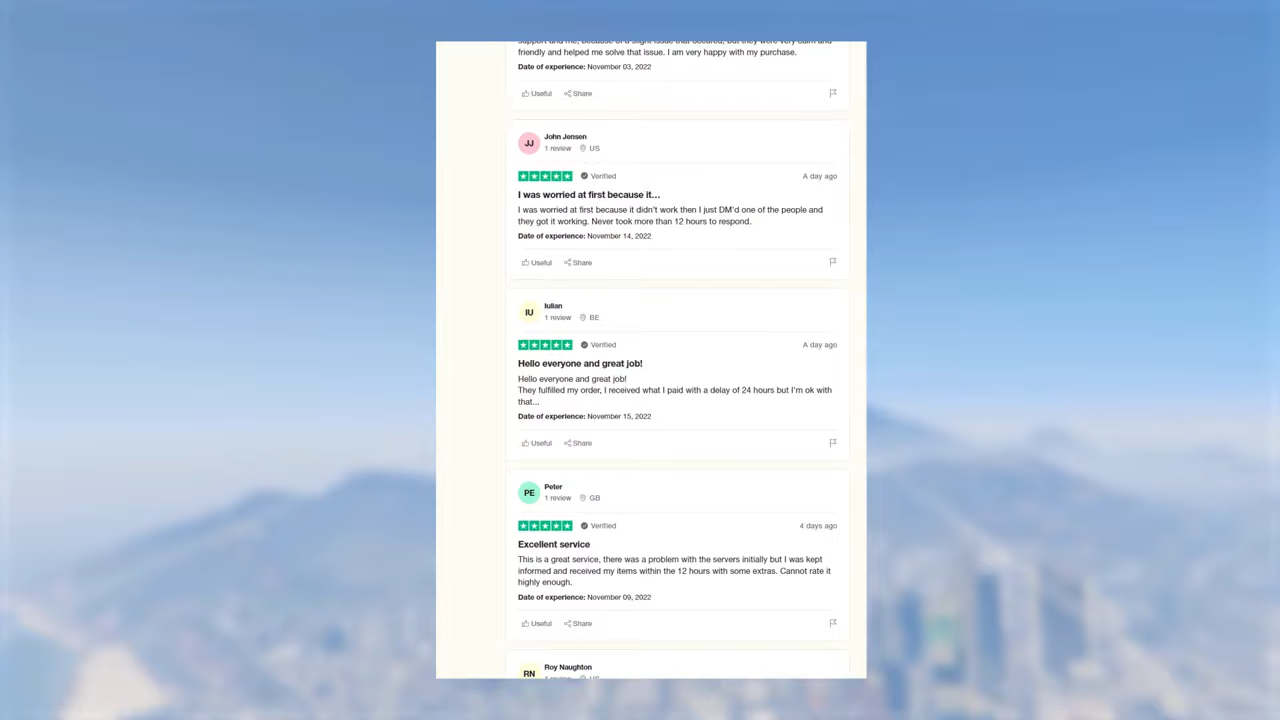 friendly and helped me solve that issue. I am very happy with my purchase.
Date of experience: November 03, 2022
Useful Share
JJ
John Jensen
1 review US
Verified A day ago
I was worried at first because it...
I was worried at first because it didn't work then I just DM'd one of the people and
they got it working. Never took more than 12 hours to respond.
Date of experience: November 14, 2022
Useful Share
IU
Iulian
1 review BE
Verified A day ago
Hello everyone and great job!
Hello everyone and great job!
They fulfilled my order, I received what I paid with a delay of 24 hours but I'm ok with
that...
Date of experience: November 15, 2022
Useful Share
PE
Peter
1 review GB
Verified 4 days ago
Excellent service
This is a great service, there was a problem with the servers initially but I was kept
informed and received my items within the 12 hours with some extras. Cannot rate it
highly enough.
Date of experience: November 09, 2022
Useful Share
RN
Roy Naughton